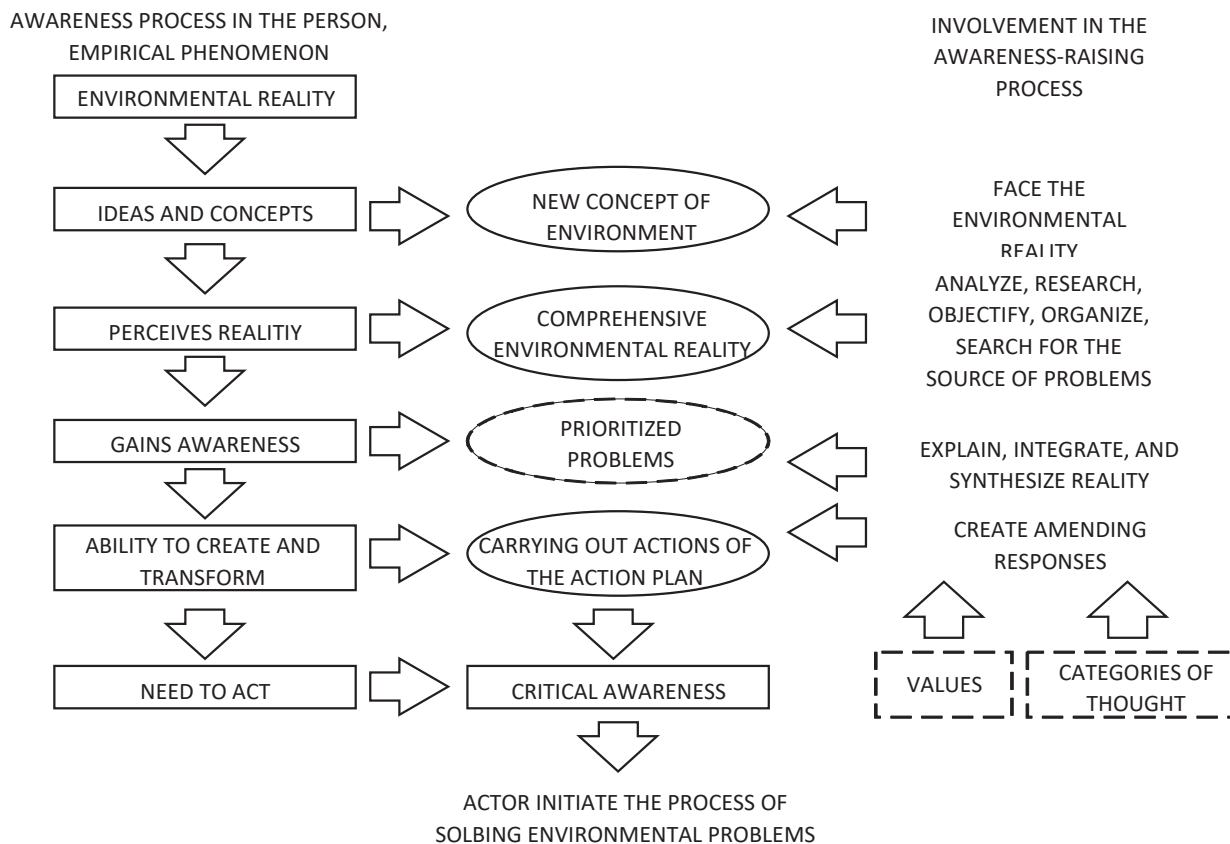 AWARENESS PROCESS IN THE PERSON,
EMPIRICAL PHENOMENON
INVOLVEMENT IN THE
AWARENESS-RAISING
PROCESS
ENVIRONMENTAL REALITY
IDEAS AND CONCEPTS
NEW CONCEPT OF
ENVIRONMENT
FACE THE
ENVIRONMENTAL
REALITY
PERCEIVES REALITIY
COMPREHENSIVE
ENVIRONMENTAL REALITY
ANALYZE, RESEARCH,
OBJECTIFY, ORGANIZE,
SEARCH FOR THE
SOURCE OF PROBLEMS
GAINS AWARENESS
PRIORITIZED
PROBLEMS
EXPLAIN, INTEGRATE, AND
SYNTHESIZE REALITY
ABILITY TO CREATE AND
TRANSFORM
CARRYING OUT ACTIONS OF
THE ACTION PLAN
CREATE AMENDING
RESPONSES
NEED TO ACT
CRITICAL AWARENESS
VALUES
CATEGORIES OF
THOUGHT
ACTOR INITIATE THE PROCESS OF
SOLBING ENVIRONMENTAL PROBLEMS